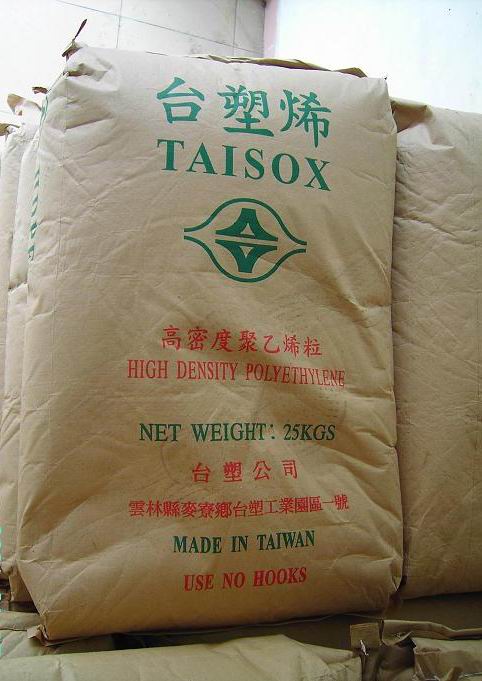 台塑烯
TAISOX
高密度聚乙烯粒
HIGH DENSITY POLYETHYLENE
NET WEIGHT: 25KGS
台塑公司
雲林縣麥寮鄉台塑工業園區一號
MADE IN TAIWAN
USE NO HOOKS